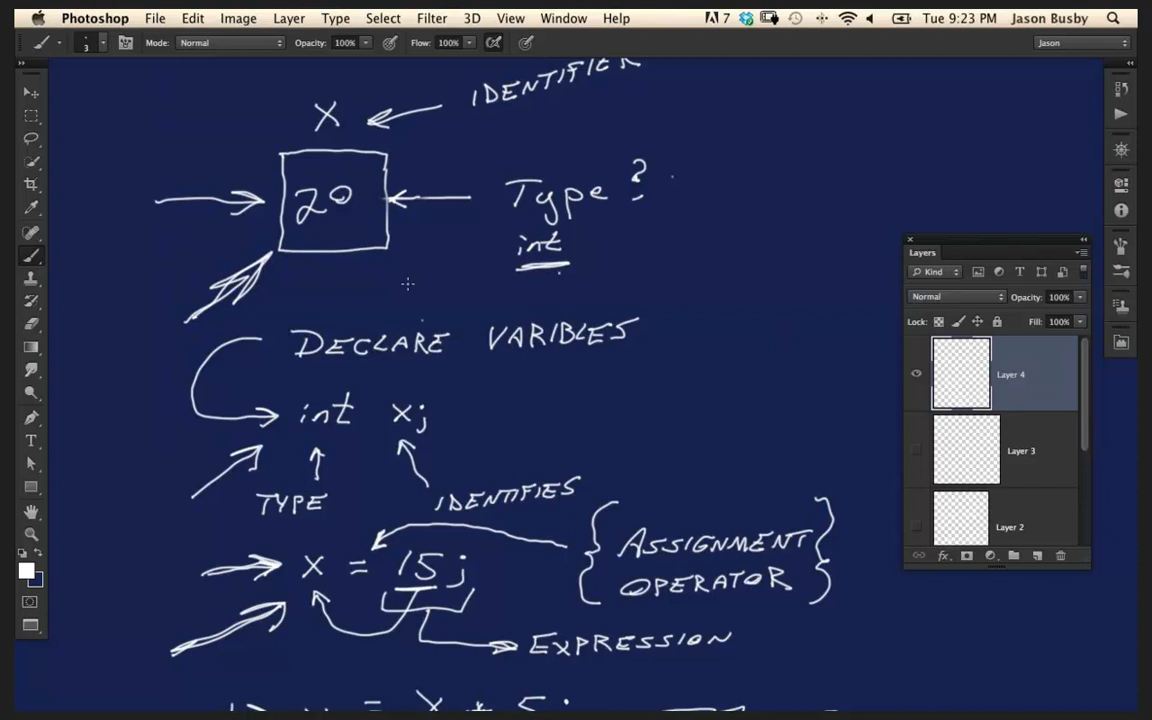 Photoshop File Edit Image Layer Type Select Filter 3D View Window Help 7 Tue 9:23 PM Jason Busby
3 Mode: Normal Opacity: 100% Flow: 100% Jason
IDENTIFIER
X
20
Type ?
int
DECLARE VARIBLES
int x;
TYPE
IDENTIFIES
X = 15;
{ ASSIGNMENT
OPERATOR }
EXPRESSION
Layers
Kind
Normal Opacity: 100%
Lock: Fill: 100%
Layer 4
Layer 3
Layer 2